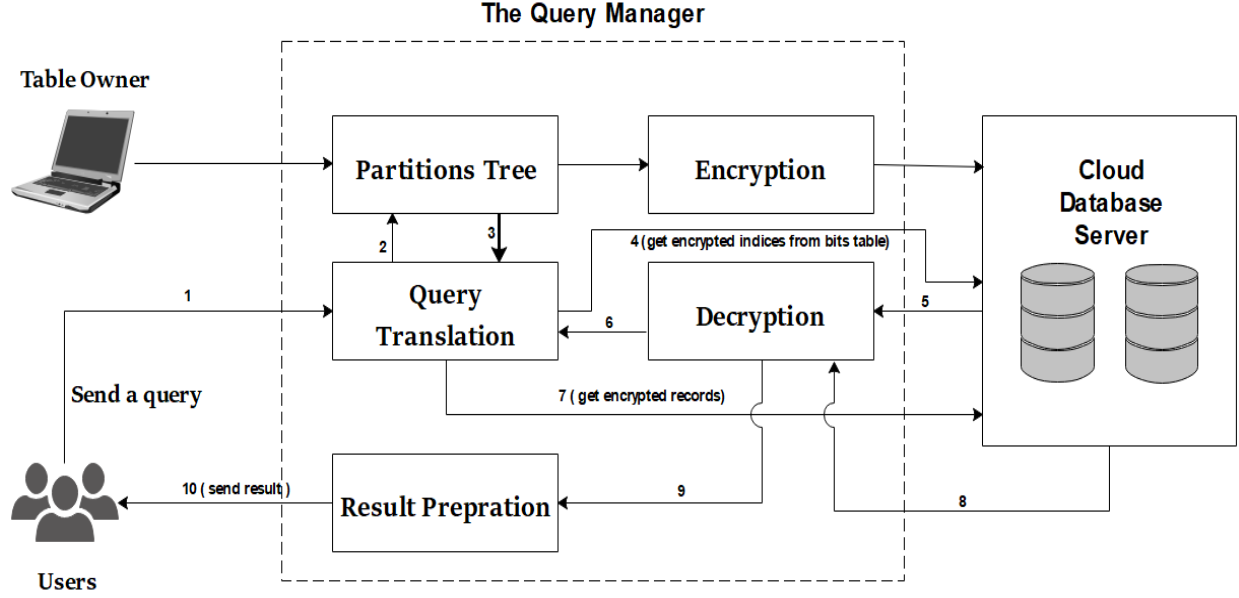 The Query Manager
Table Owner
Partitions Tree
Encryption
Cloud
Database
Server
2
3
4 (get encrypted indices from bits table)
1
Query
Translation
6
Decryption
5
Send a query
7 ( get encrypted records)
10 ( send result )
Result Prepration
9
8
Users